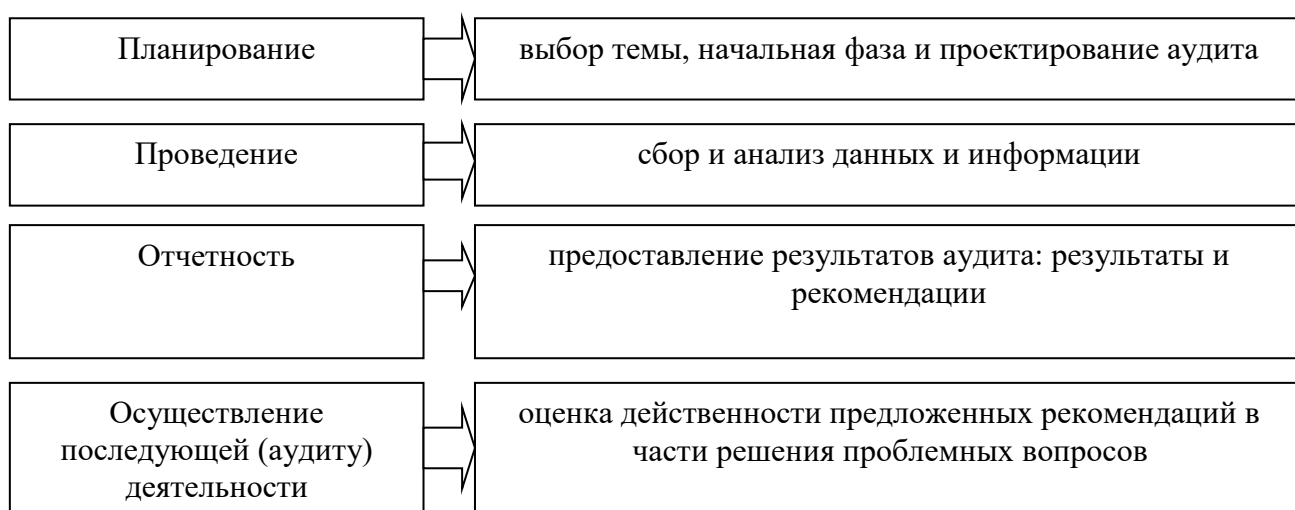 Планирование
выбор темы, начальная фаза и проектирование аудита
Проведение
сбор и анализ данных и информации
Отчетность
предоставление результатов аудита: результаты и
рекомендации
Осуществление
последующей (аудиту)
деятельности
оценка действенности предложенных рекомендаций в
части решения проблемных вопросов